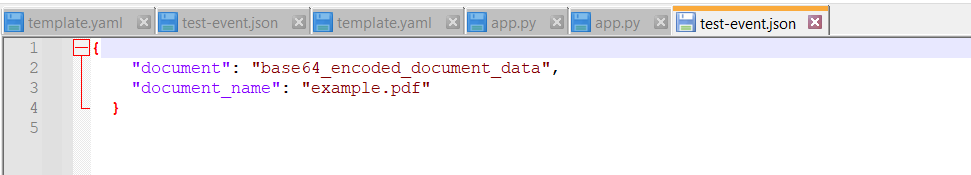 template.yaml test-event.json template.yaml app.py app.py test-event.json
1 {
2 "document": "base64_encoded_document_data",
3 "document_name": "example.pdf"
4 }
5